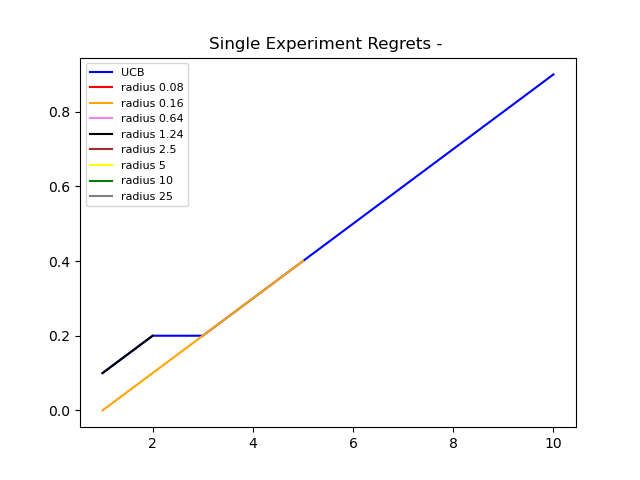 Single Experiment Regrets -
UCB
radius 0.08
radius 0.16
radius 0.64
radius 1.24
radius 2.5
radius 5
radius 10
radius 25
0.8
0.6
0.4
0.2
0.0
2 4 6 8 10